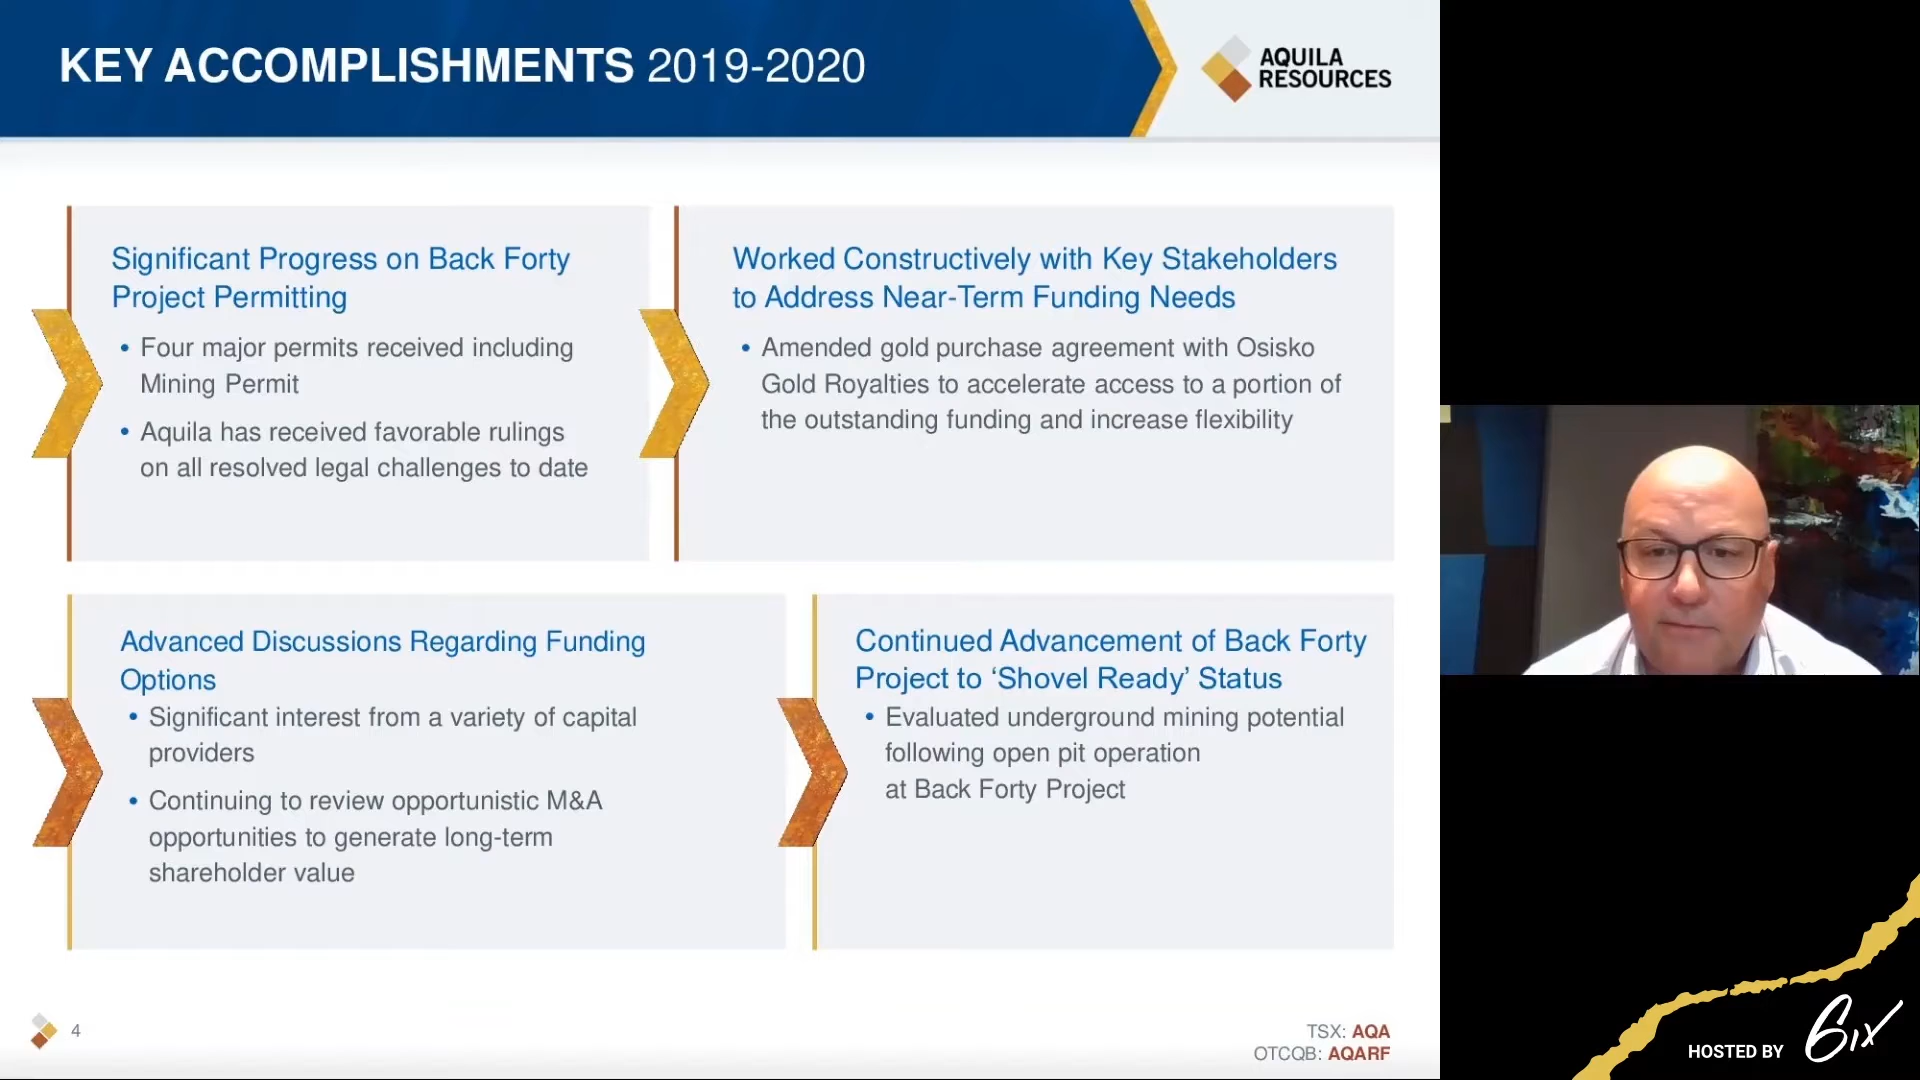 KEY ACCOMPLISHMENTS 2019-2020
AQUILA
RESOURCES
Significant Progress on Back Forty
Project Permitting
• Four major permits received including
Mining Permit
• Aquila has received favorable rulings
on all resolved legal challenges to date
Worked Constructively with Key Stakeholders
to Address Near-Term Funding Needs
• Amended gold purchase agreement with Osisko
Gold Royalties to accelerate access to a portion of
the outstanding funding and increase flexibility
Advanced Discussions Regarding Funding
Options
• Significant interest from a variety of capital
providers
• Continuing to review opportunistic M&A
opportunities to generate long-term
shareholder value
Continued Advancement of Back Forty
Project to ‘Shovel Ready’ Status
• Evaluated underground mining potential
following open pit operation
at Back Forty Project
4
TSX: AQA
OTCQB: AQARF
HOSTED BY 6ix